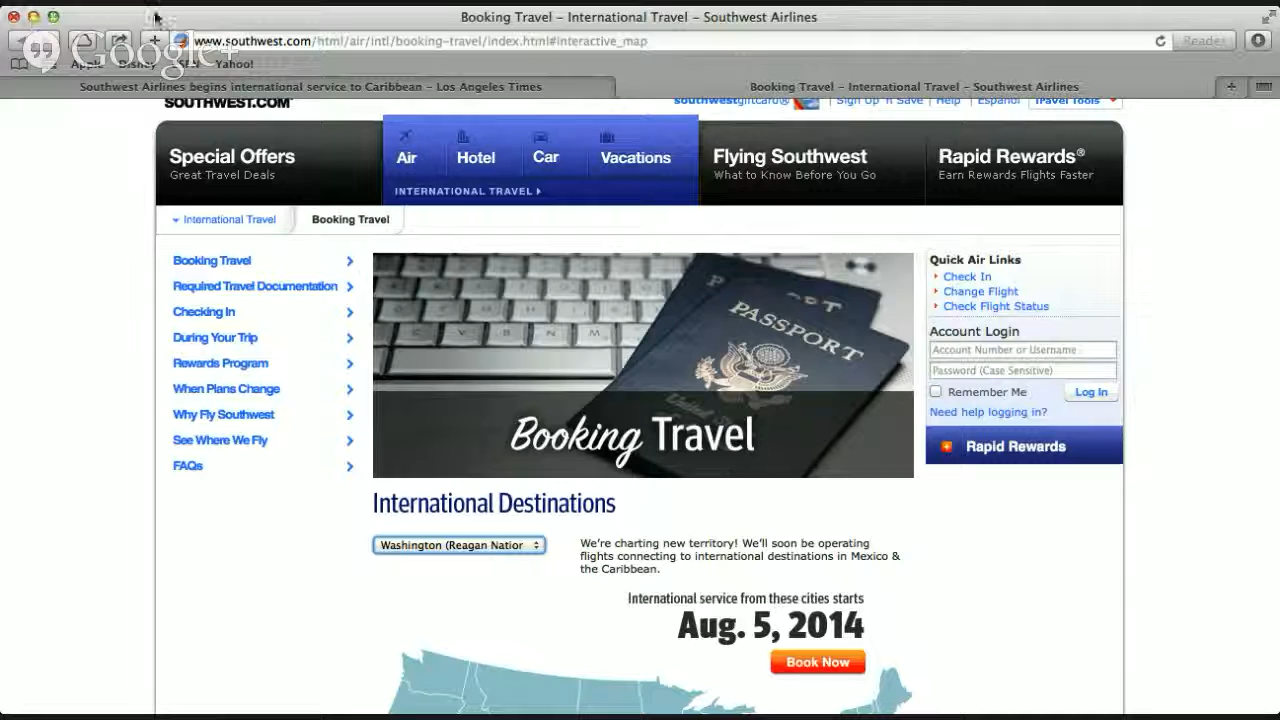 Booking Travel – International Travel – Southwest Airlines
Google+
www.southwest.com/html/air/intl/booking-travel/index.html#interactive_map
Reader
Apple Disney ESPN Yahoo!
Southwest Airlines begins international service to Caribbean – Los Angeles Times
Booking Travel – International Travel – Southwest Airlines
SOUTHWEST.COM®
southwestgiftcard® Sign Up 'n Save Help Español Travel Tools
Special Offers
Great Travel Deals
Air Hotel Car Vacations
INTERNATIONAL TRAVEL
Flying Southwest
What to Know Before You Go
Rapid Rewards®
Earn Rewards Flights Faster
International Travel
Booking Travel
Booking Travel
Required Travel Documentation
Checking In
During Your Trip
Rewards Program
When Plans Change
Why Fly Southwest
See Where We Fly
FAQs
PASSPORT
Booking Travel
International Destinations
Washington (Reagan Nation
We're charting new territory! We'll soon be operating
flights connecting to international destinations in Mexico &
the Caribbean.
International service from these cities starts
Aug. 5, 2014
Book Now
Quick Air Links
Check In
Change Flight
Check Flight Status
Account Login
Account Number or Username
Password (Case Sensitive)
Remember Me
Log In
Need help logging in?
Rapid Rewards